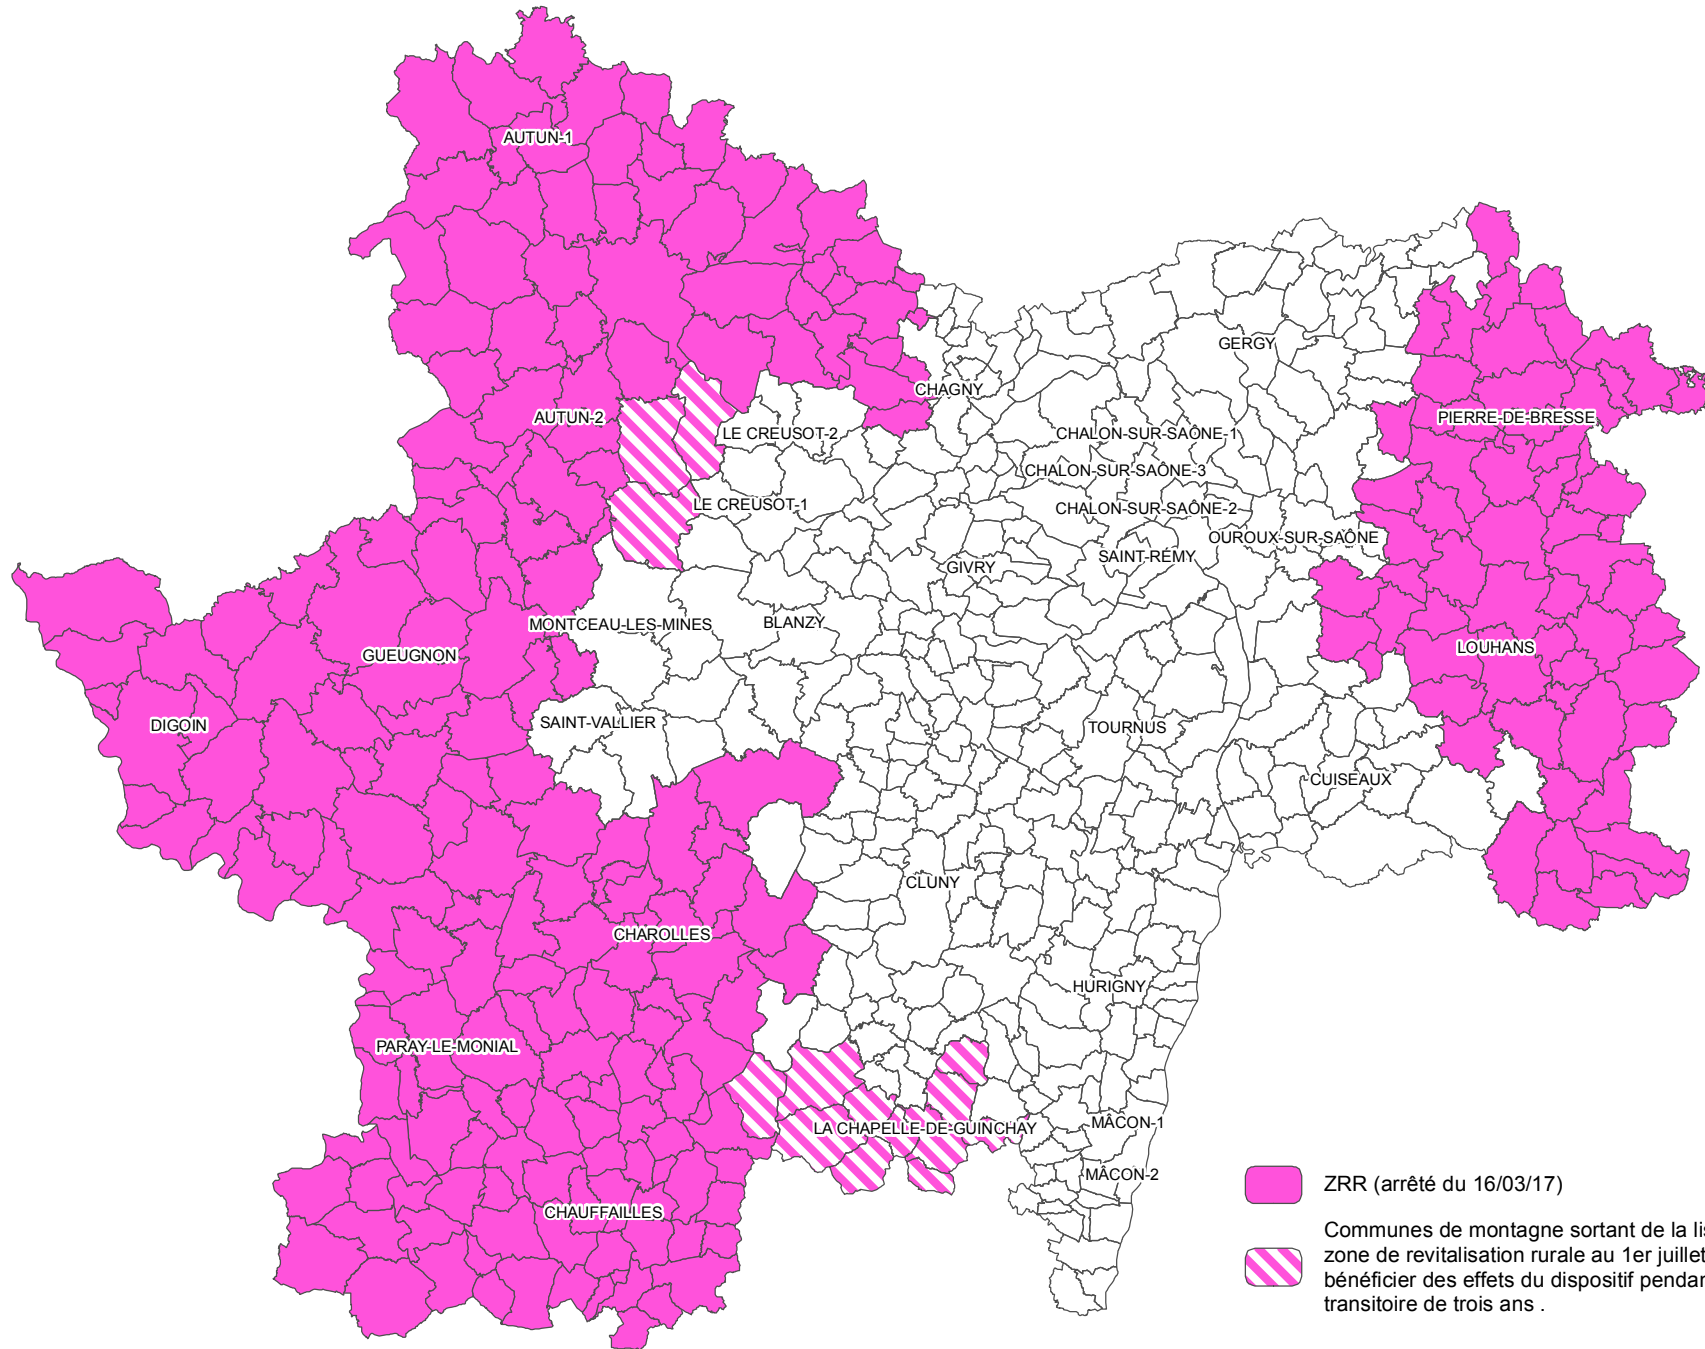 AUTUN-1
GERGY
CHAGNY
AUTUN-2
PIERRE-DE-BRESSE
LE CREUSOT-2
CHALON-SUR-SAÔNE-1
CHALON-SUR-SAÔNE-3
LE CREUSOT-1
CHALON-SUR-SAÔNE-2
OUROUX-SUR-SAÔNE
SAINT-RÉMY
GIVRY
MONTCEAU-LES-MINES
BLANZY
GUEUGNON
LOUHANS
SAINT-VALLIER
DIGOIN
TOURNUS
CUISEAUX
CLUNY
CHAROLLES
HURIGNY
PARAY-LE-MONIAL
MÂCON-1
LA CHAPELLE-DE-GUINCHAY
MÂCON-2
CHAUFFAILLES
ZRR (arrêté du 16/03/17)
Communes de montagne sortant de la
zone de revitalisation rurale au 1er juillet
bénéficier des effets du dispositif
transitoire de trois ans .